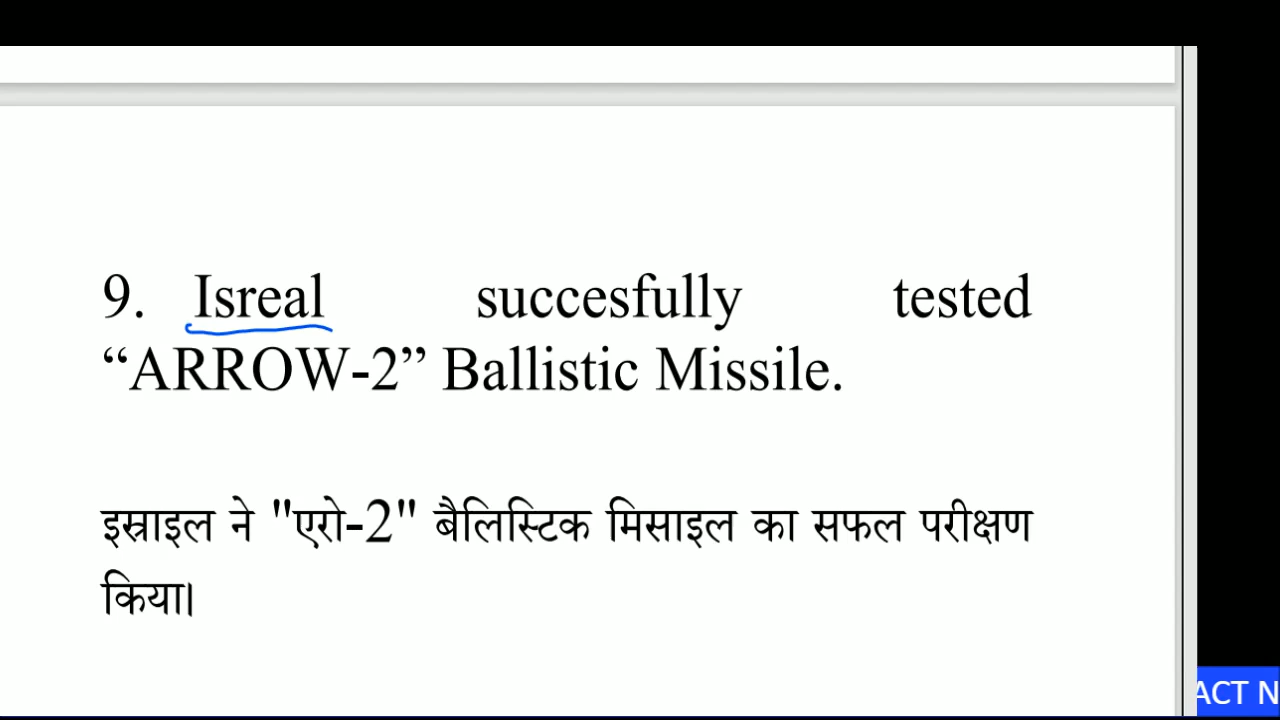 9. Isreal succesfully tested
“ARROW-2” Ballistic Missile.
इस्राइल ने "एरो-2" बैलिस्टिक मिसाइल का सफल परीक्षण
किया।
ACT N